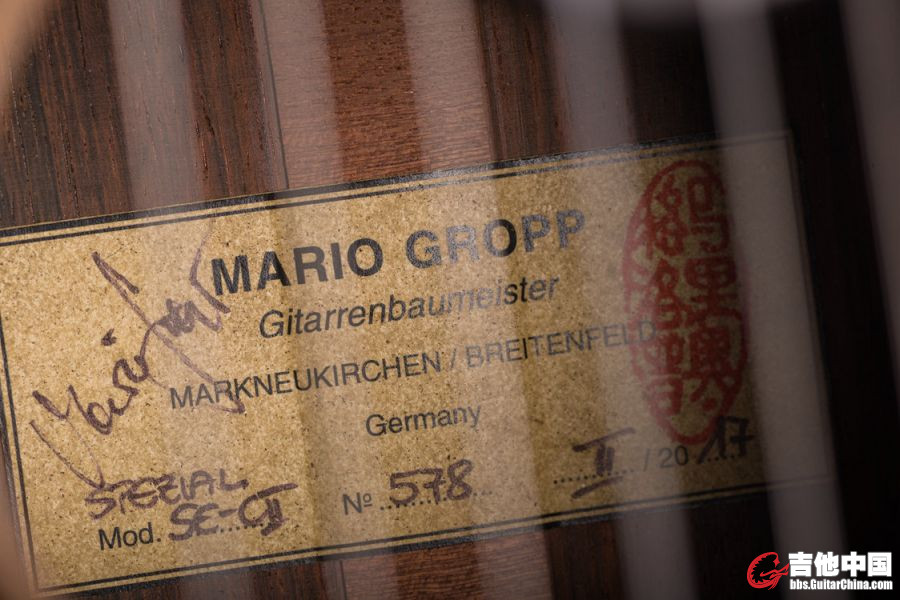 MARIO GROPP
Gitarrenbaumeister
MARKNEUKIRCHEN / BREITENFELD
Germany
SPEZIAL
Mod. SE-CII
Nº 578
II / 2017
吉他中国
bbs.GuitarChina.com